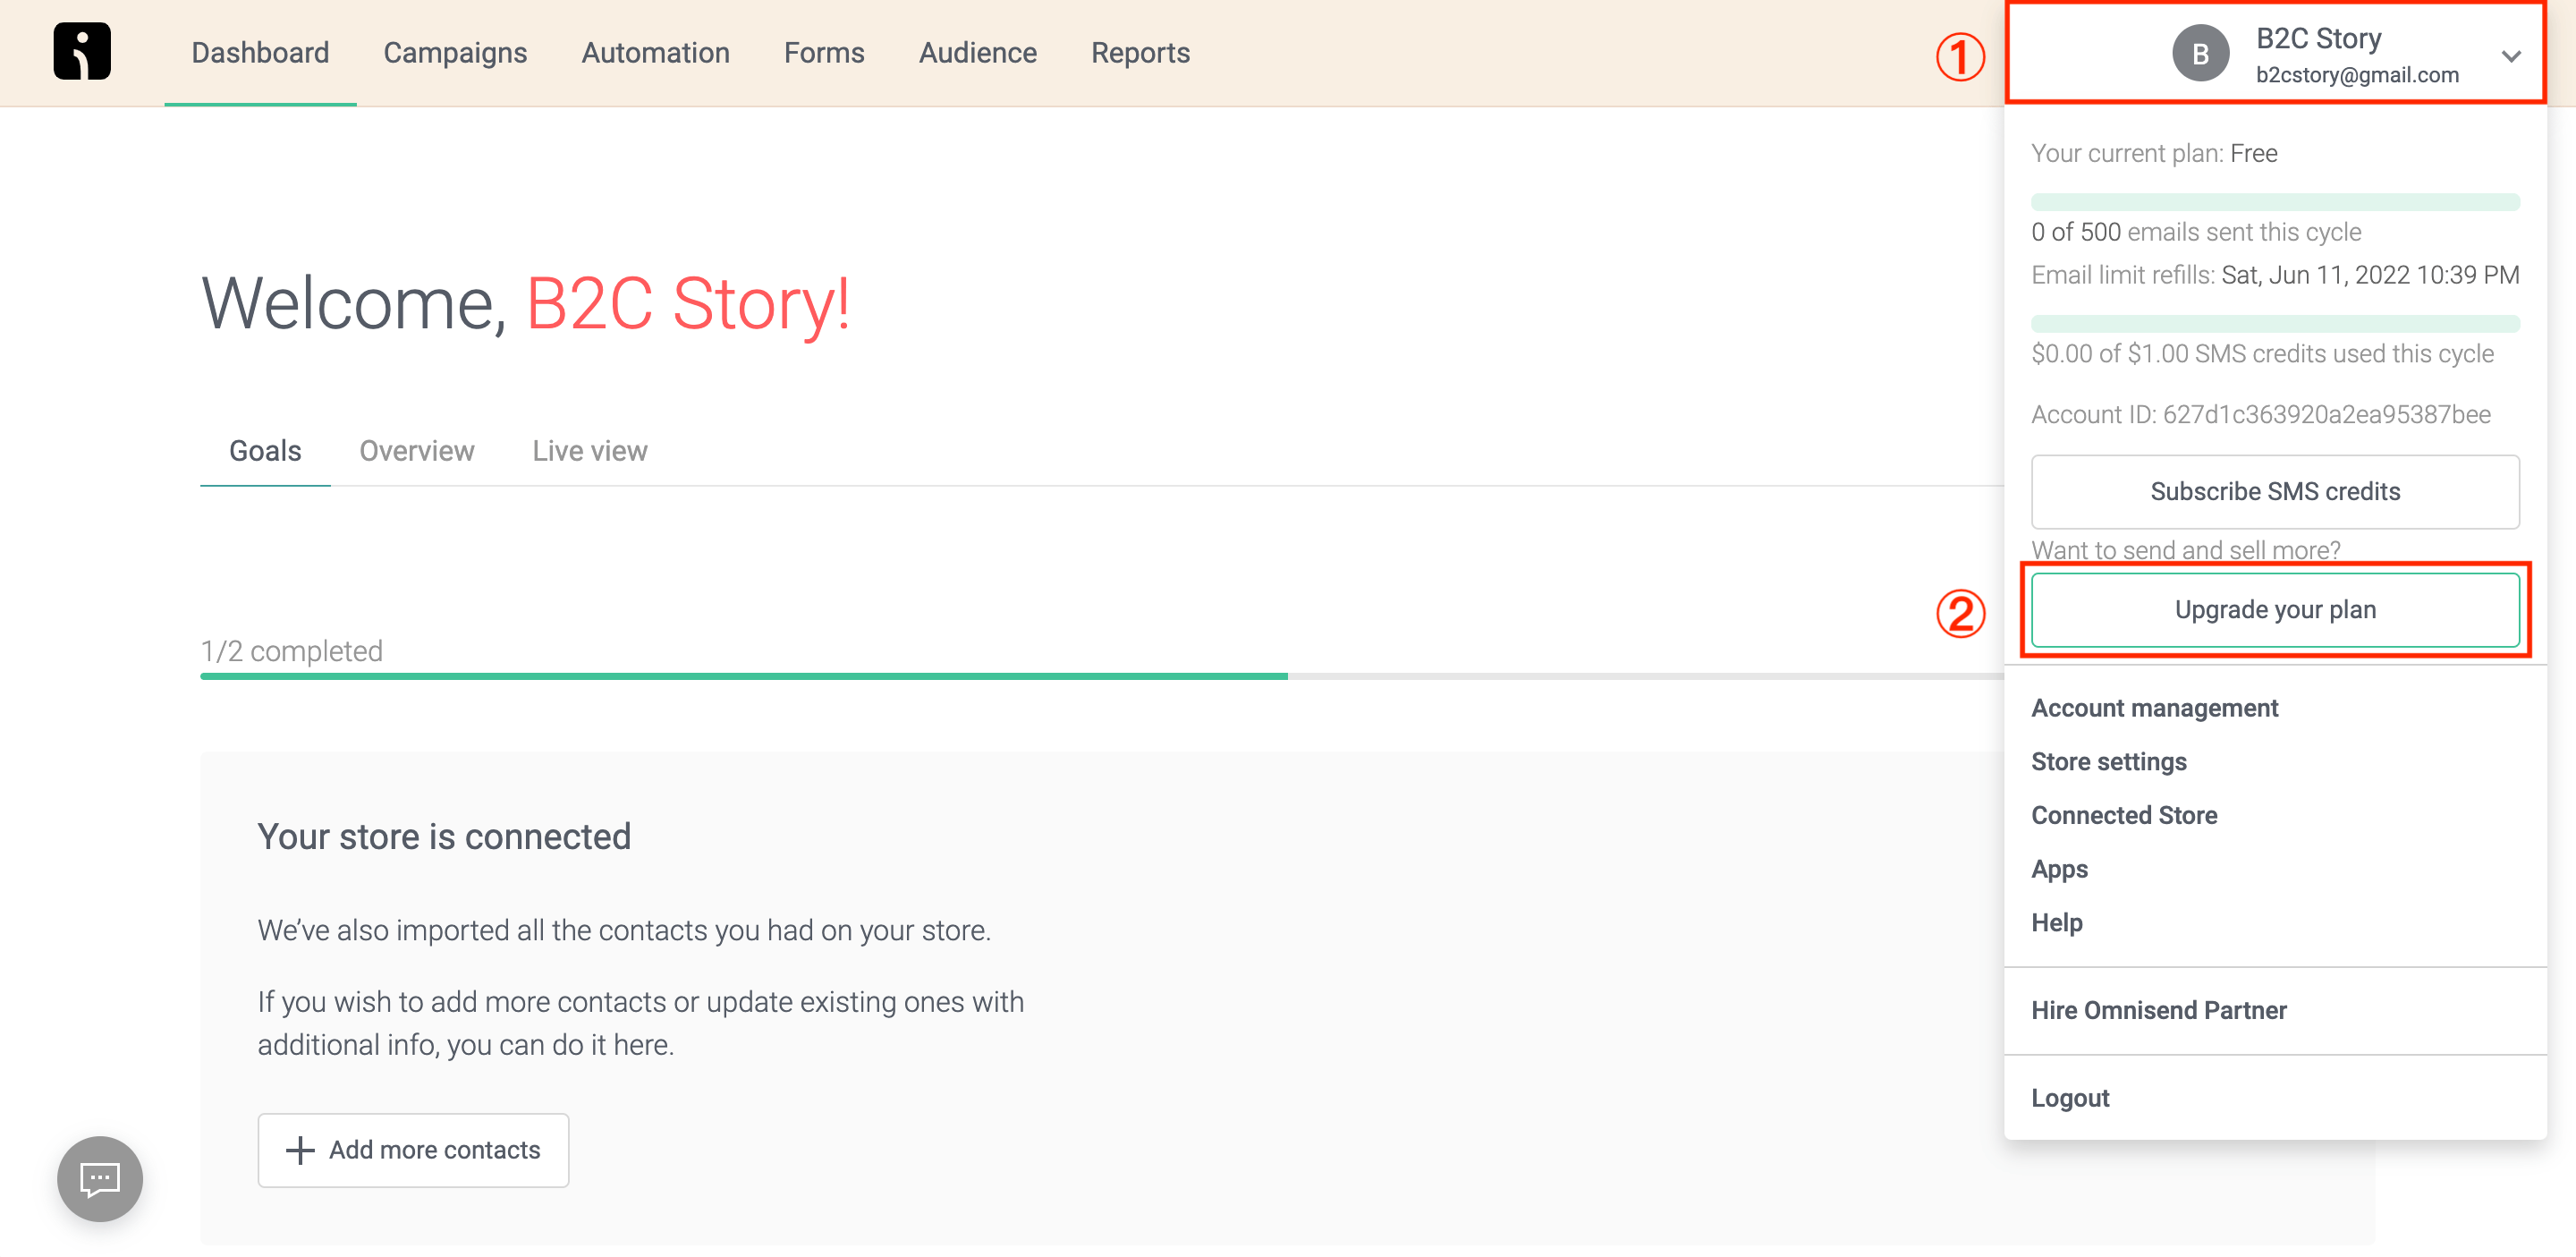 Dashboard
Campaigns
Automation
Forms
Audience
Reports
①
B
B2C Story
b2cstory@gmail.com
Your current plan: Free
0 of 500 emails sent this cycle
Email limit refills: Sat, Jun 11, 2022 10:39 PM
$0.00 of $1.00 SMS credits used this cycle
Account ID: 627d1c363920a2ea95387bee
Subscribe SMS credits
Want to send and sell more?
②
Upgrade your plan
Account management
Store settings
Connected Store
Apps
Help
Hire Omnisend Partner
Logout
Welcome, B2C Story!
Goals
Overview
Live view
1/2 completed
Your store is connected
We’ve also imported all the contacts you had on your store.
If you wish to add more contacts or update existing ones with
additional info, you can do it here.
Add more contacts